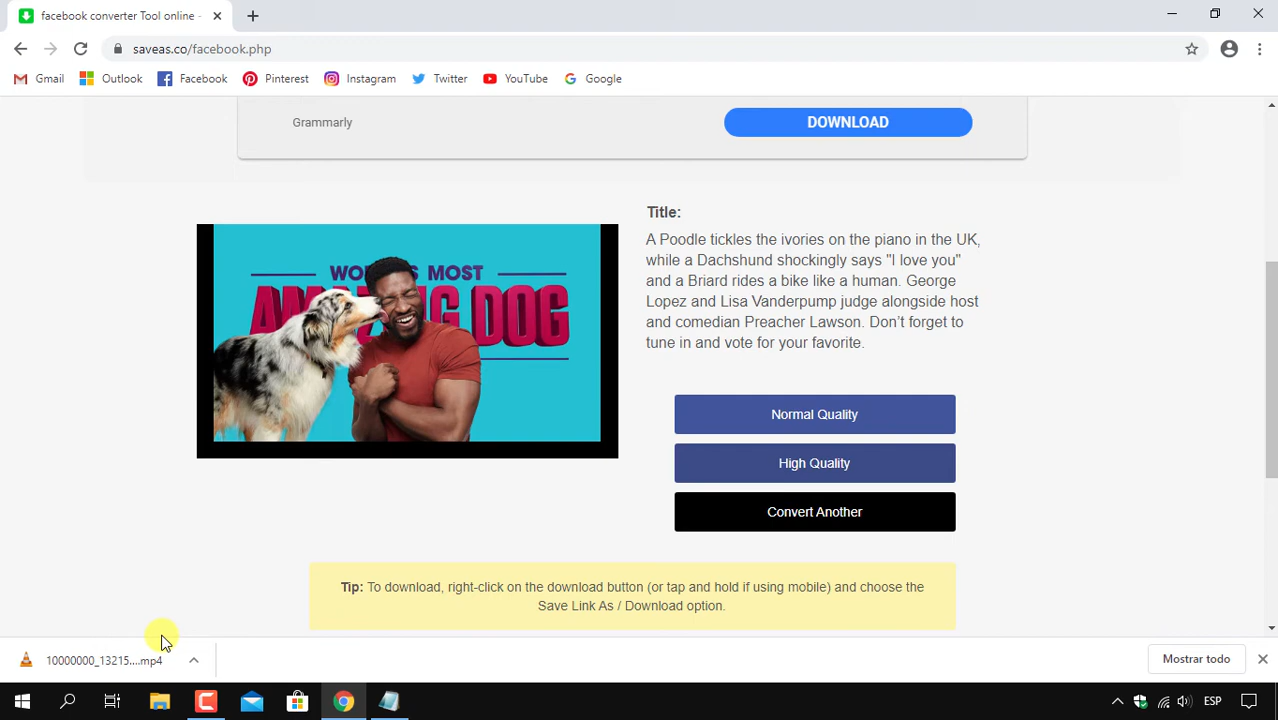 facebook converter Tool online -
saveas.co/facebook.php
Gmail
Outlook
Facebook
Pinterest
Instagram
Twitter
YouTube
Google
Grammarly
DOWNLOAD
MOST
AMAZING DOG
Title:
A Poodle tickles the ivories on the piano in the UK,
while a Dachshund shockingly says "I love you"
and a Briard rides a bike like a human. George
Lopez and Lisa Vanderpump judge alongside host
and comedian Preacher Lawson. Don’t forget to
tune in and vote for your favorite.
Normal Quality
High Quality
Convert Another
Tip: To download, right-click on the download button (or tap and hold if using mobile) and choose the
Save Link As / Download option.
10000000_13215....mp4
Mostrar todo
ESP